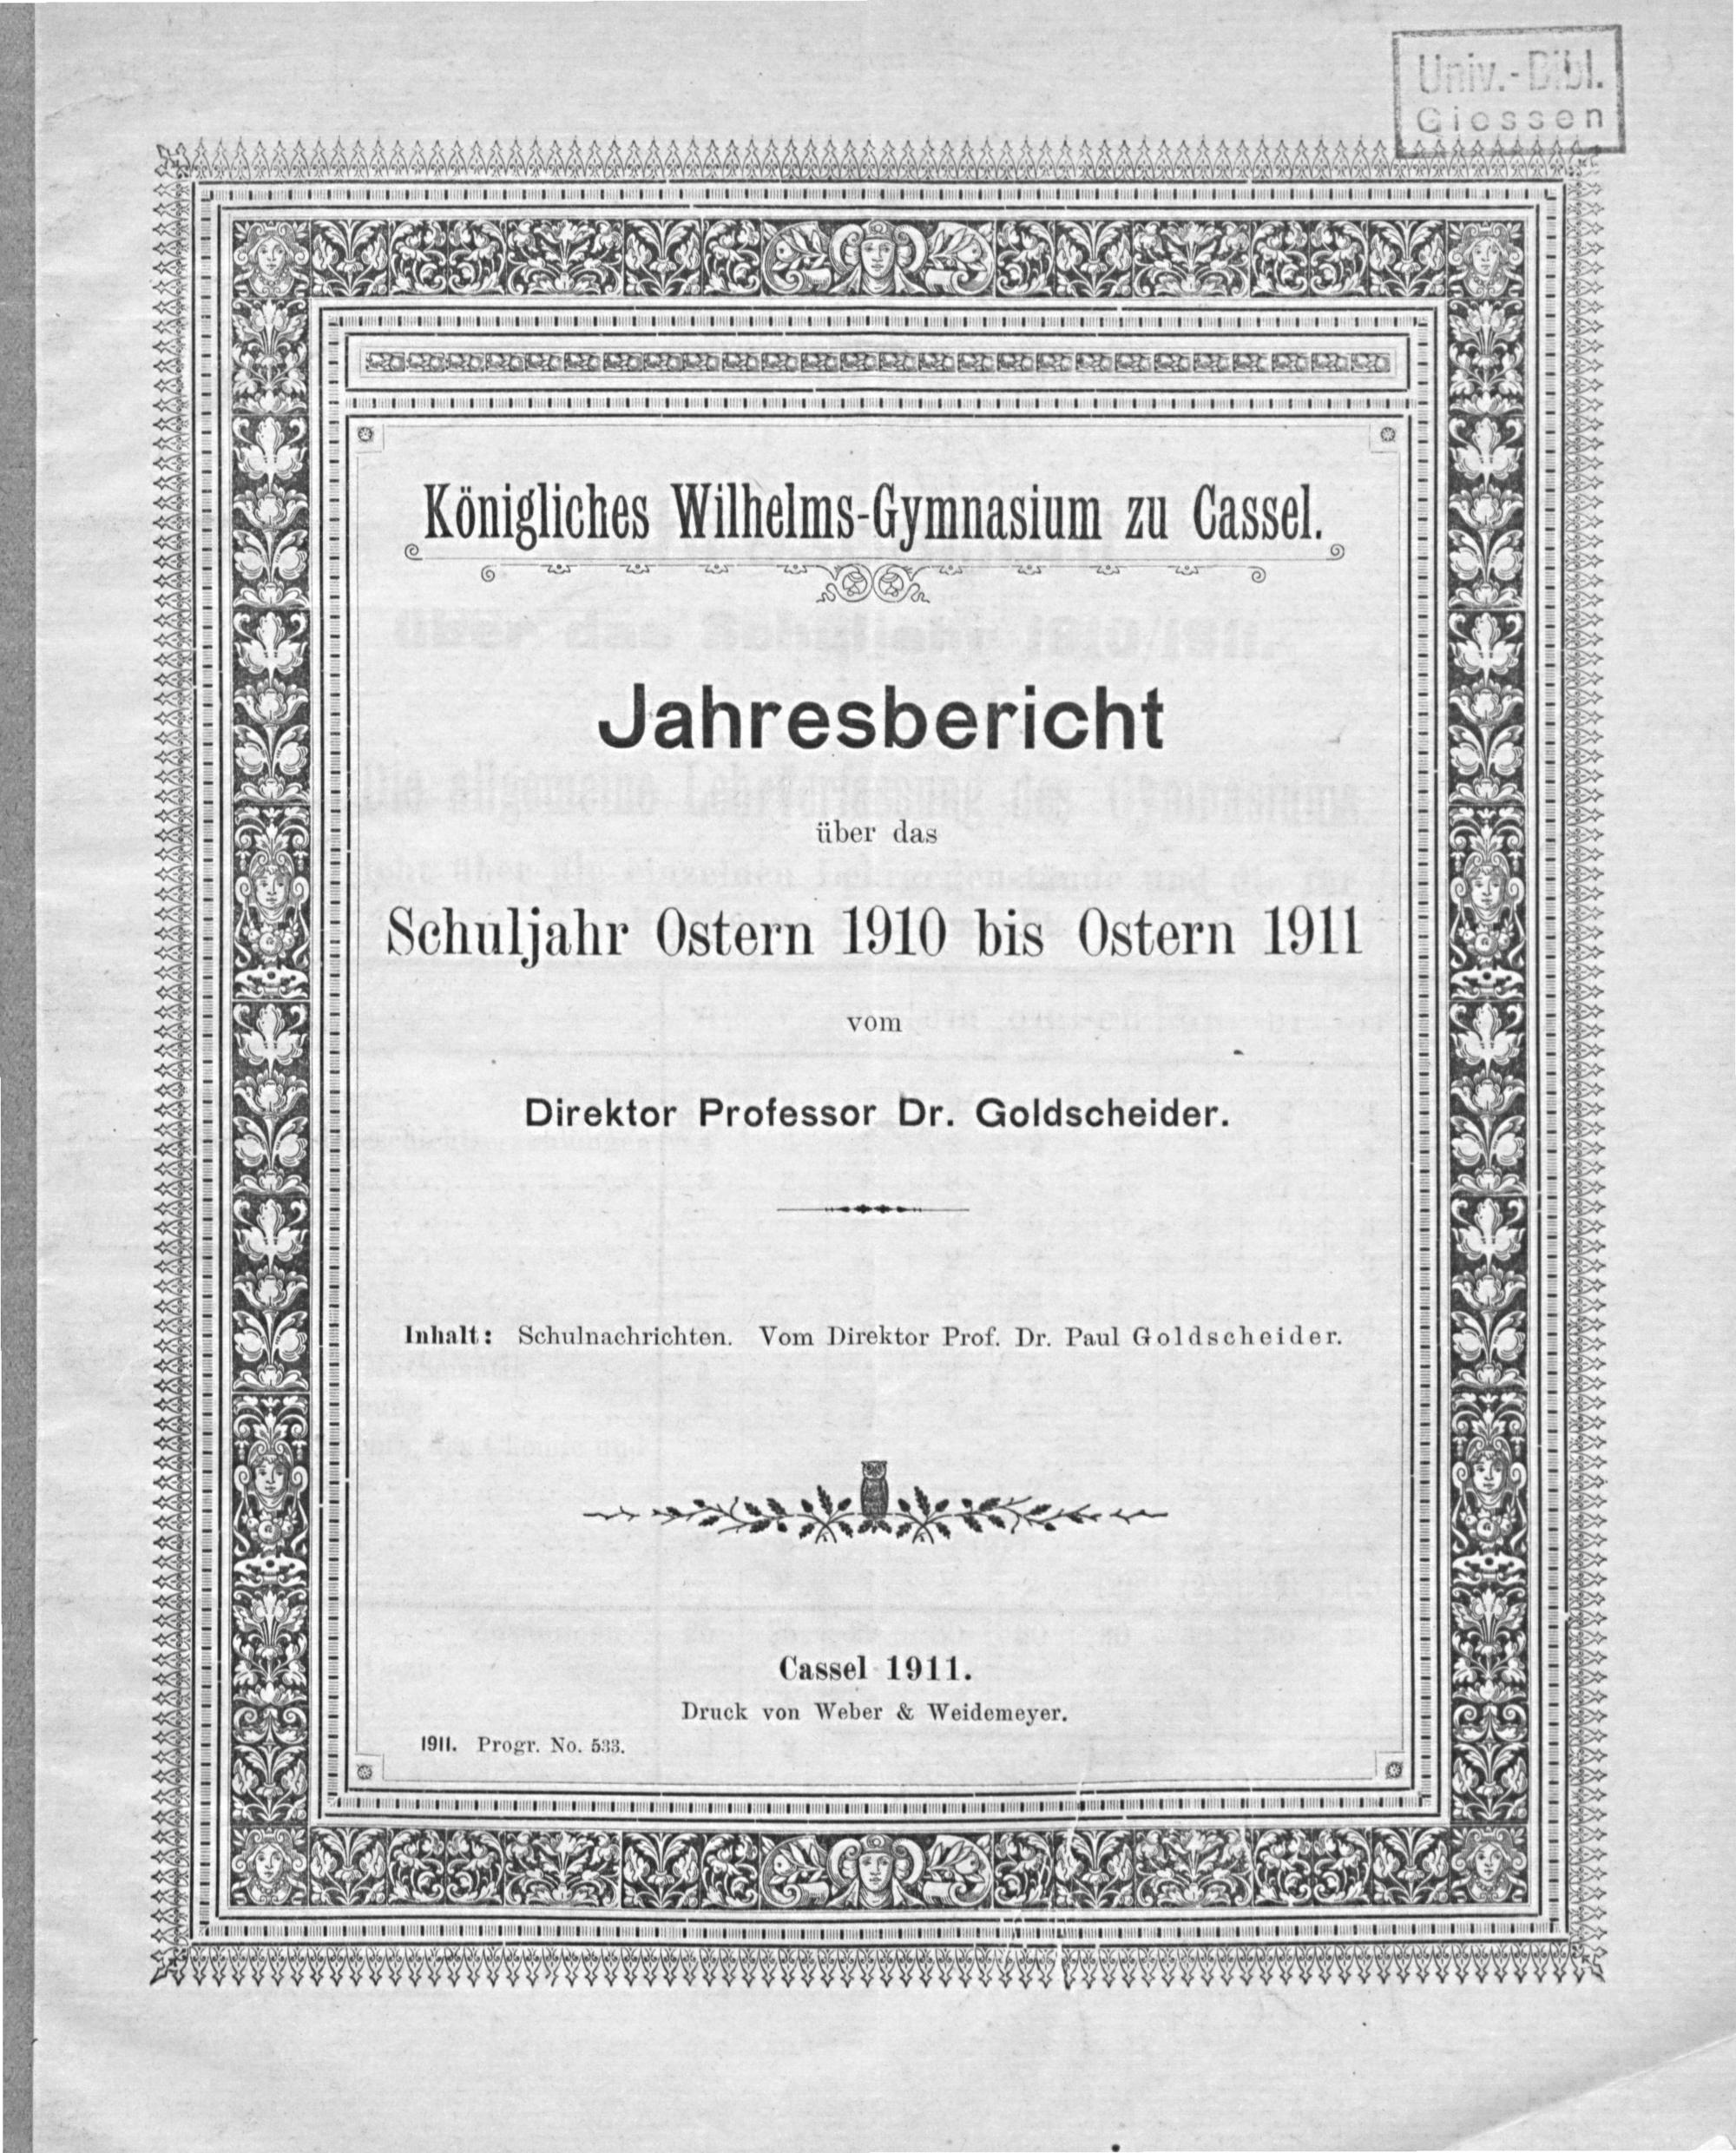 Univ.-Bibl.
Giessen
Königliches Wilhelms-Gymnasium zu Cassel.
Jahresbericht
über das
Schuljahr Ostern 1910 bis Ostern 1911
vom
Direktor Professor Dr. Goldscheider.
Inhalt: Schulnachrichten. Vom Direktor Prof. Dr. Paul Goldscheider.
Cassel 1911.
Druck von Weber & Weidemeyer.
1911. Progr. No. 533.